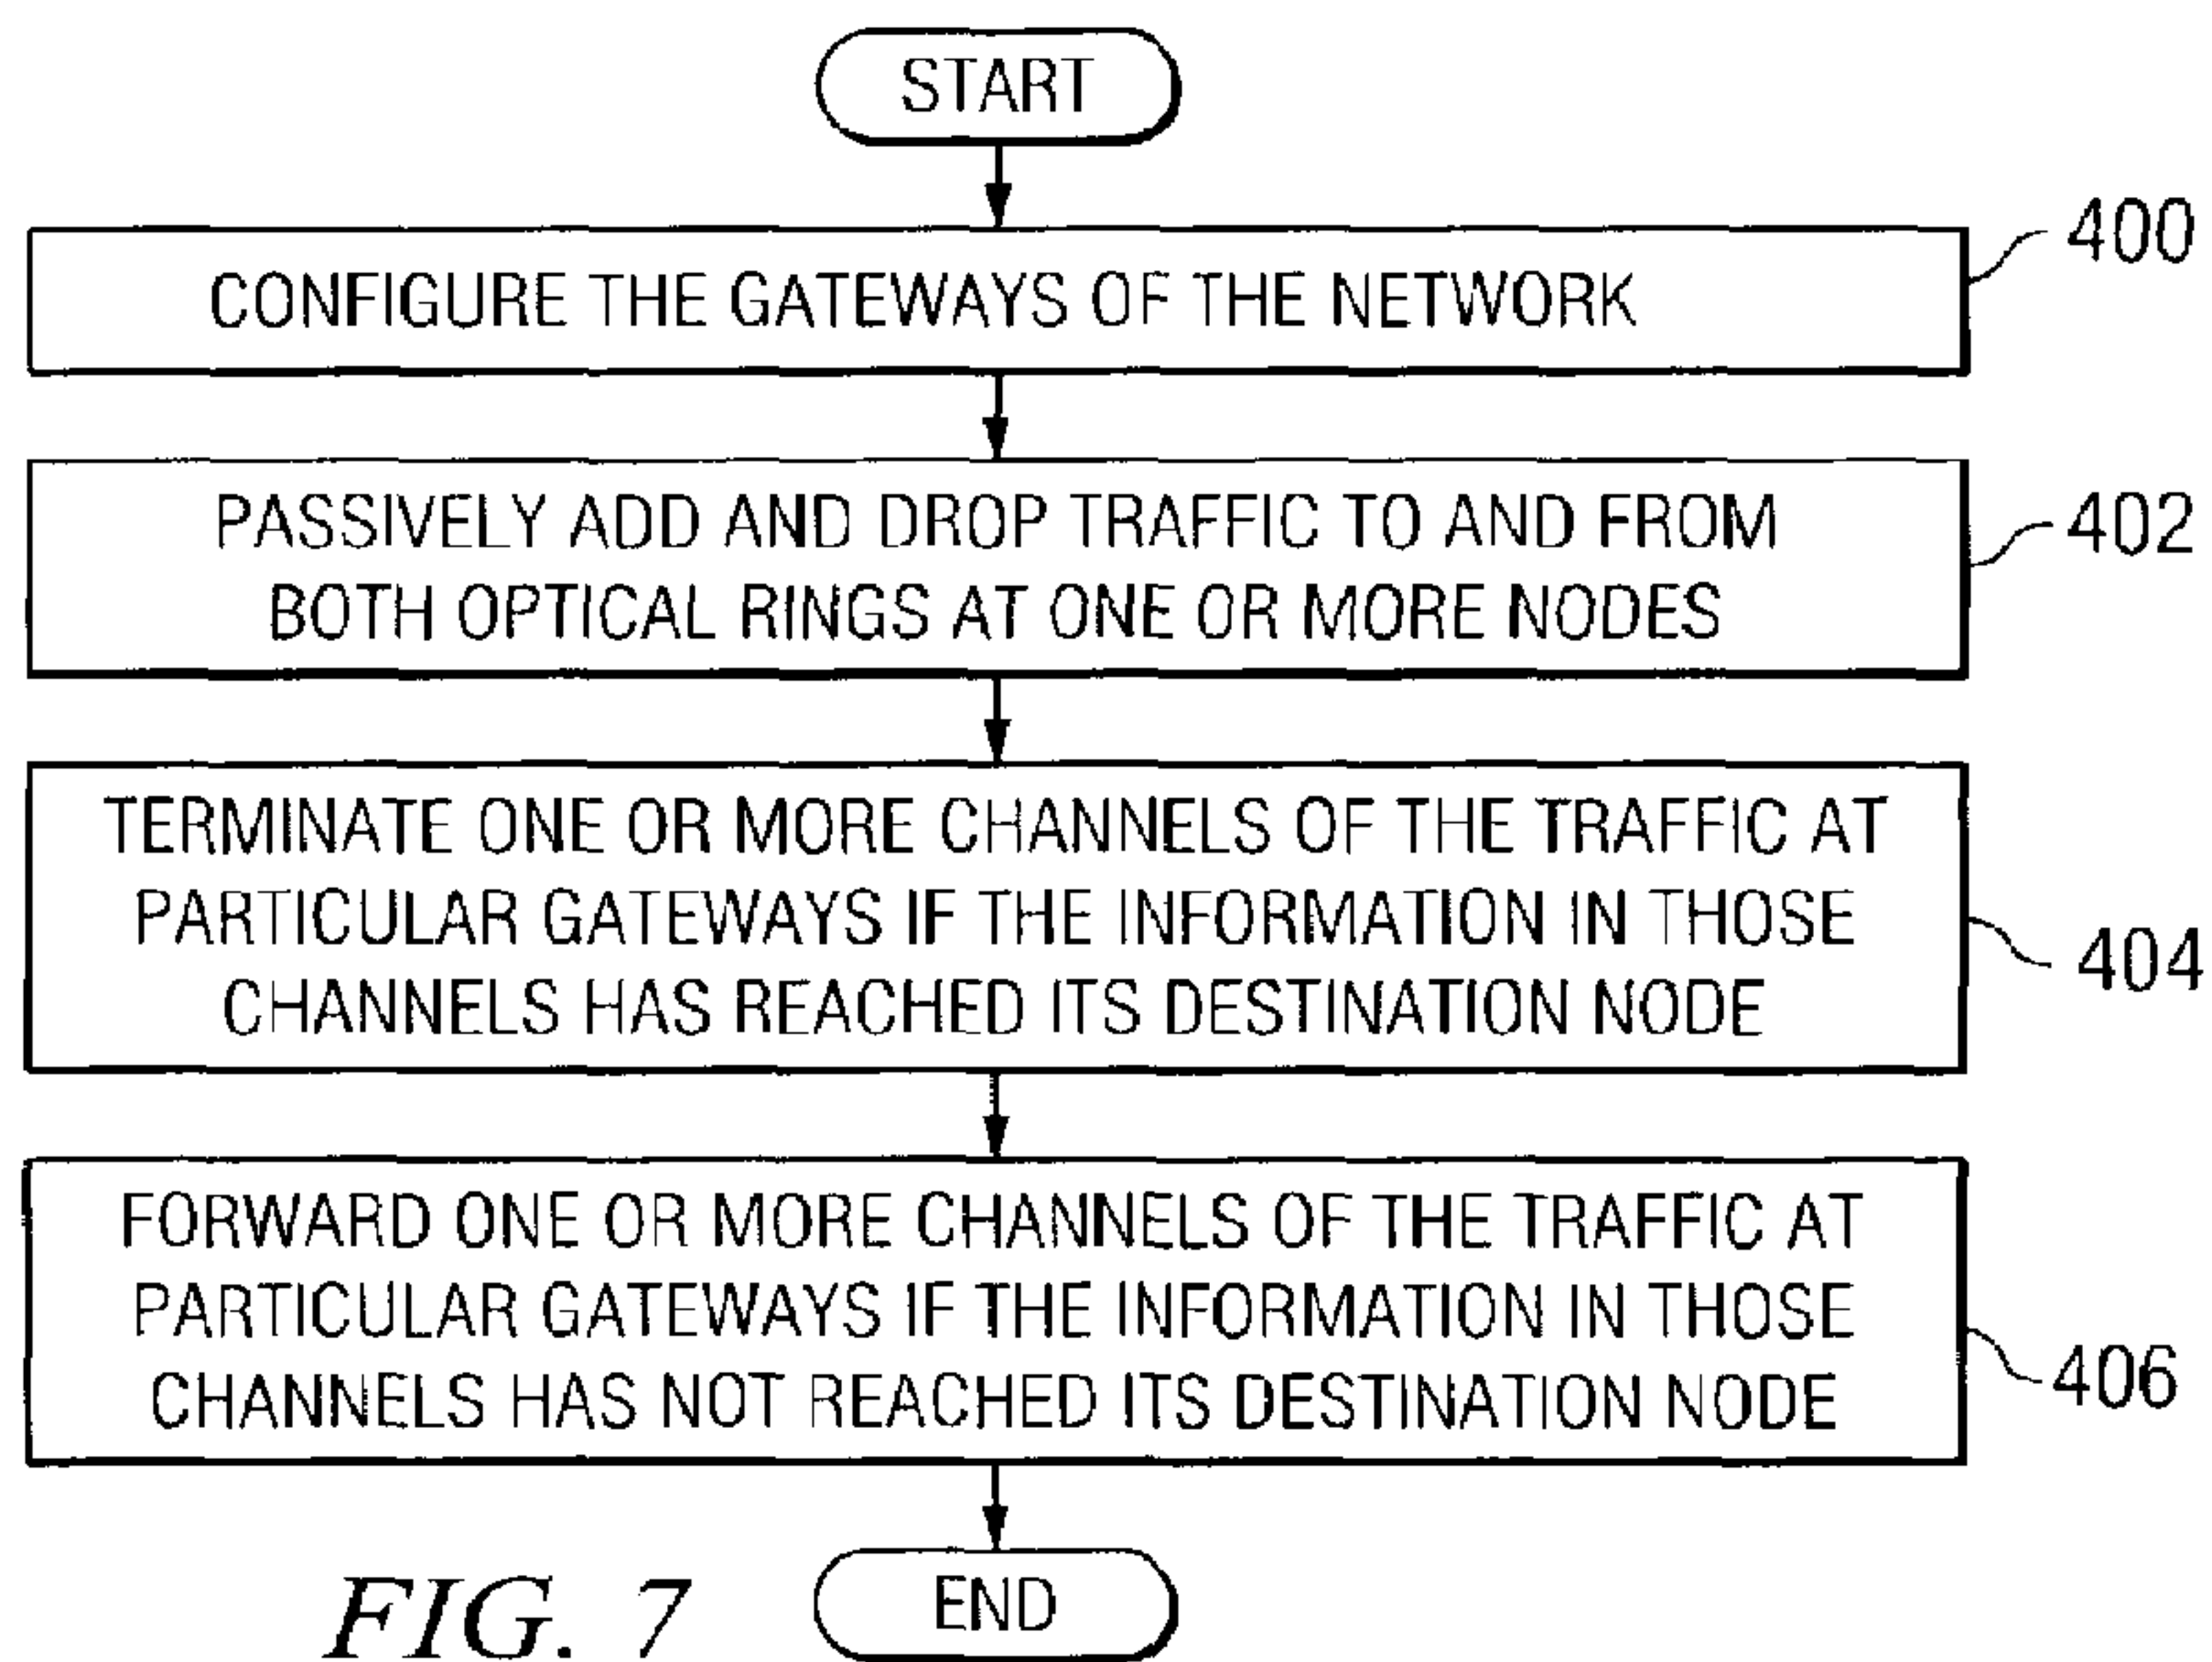 START
400
CONFIGURE THE GATEWAYS OF THE NETWORK
402
PASSIVELY ADD AND DROP TRAFFIC TO AND FROM
BOTH OPTICAL RINGS AT ONE OR MORE NODES
TERMINATE ONE OR MORE CHANNELS OF THE TRAFFIC AT
PARTICULAR GATEWAYS IF THE INFORMATION IN THOSE
CHANNELS HAS REACHED ITS DESTINATION NODE
404
FORWARD ONE OR MORE CHANNELS OF THE TRAFFIC AT
PARTICULAR GATEWAYS IF THE INFORMATION IN THOSE
CHANNELS HAS NOT REACHED ITS DESTINATION NODE
406
END
FIG. 7